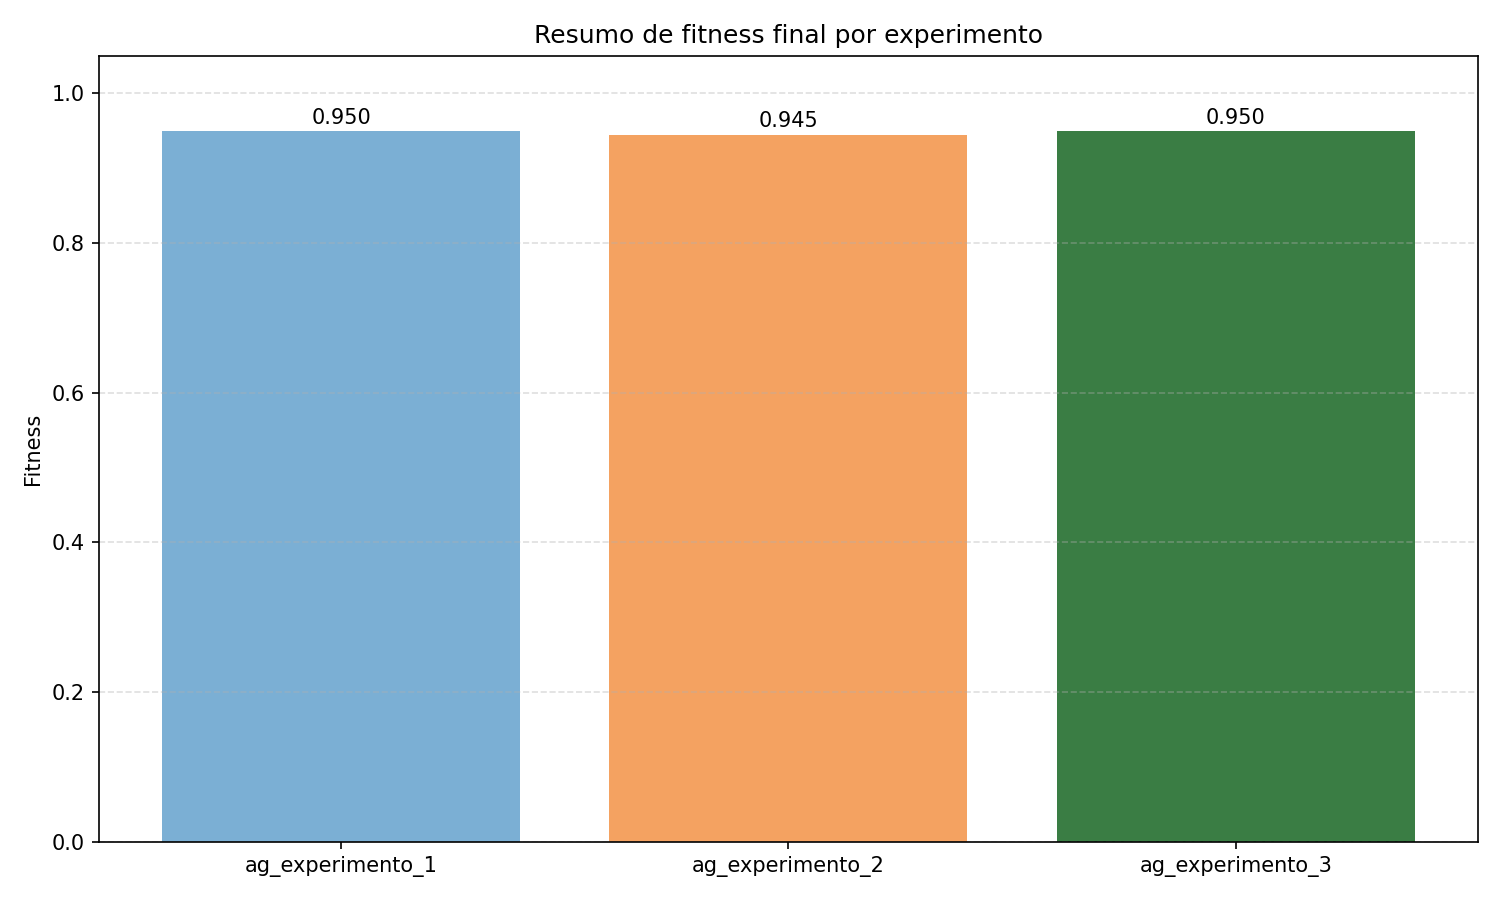 Resumo de fitness final por experimento
1.0
0.8
0.6
0.4
0.2
0.0
Fitness
0.950
0.945
0.950
ag_experimento_1
ag_experimento_2
ag_experimento_3